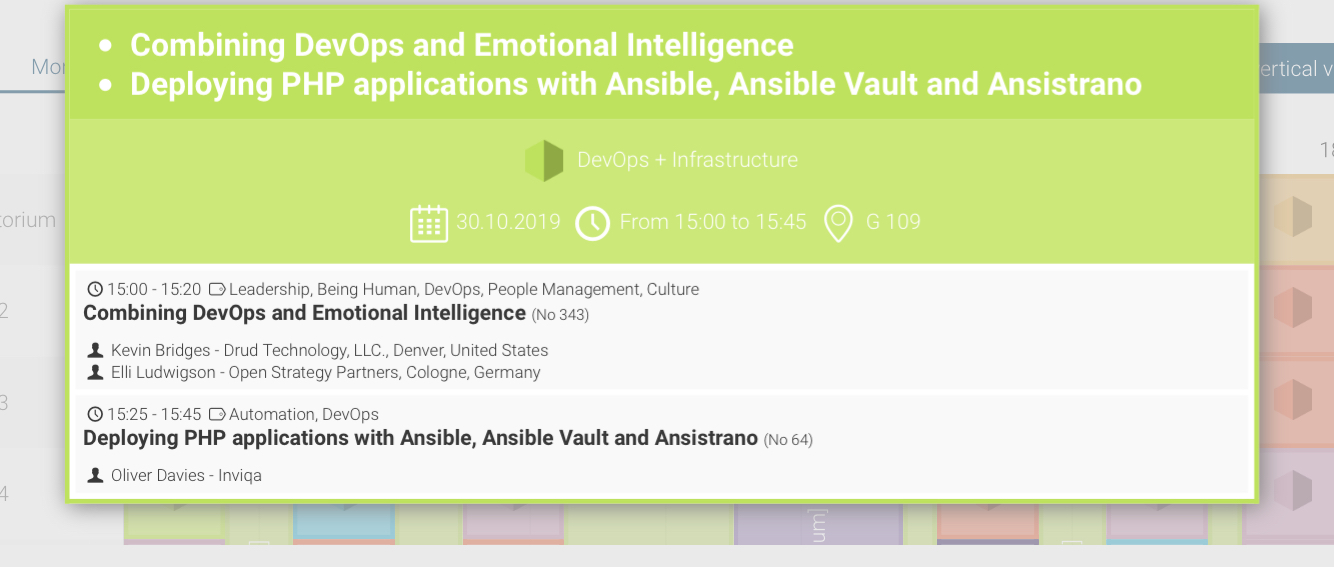 Combining DevOps and Emotional Intelligence
Deploying PHP applications with Ansible, Ansible Vault and Ansistrano
DevOps + Infrastructure
30.10.2019 From 15:00 to 15:45 G 109
15:00 - 15:20 Leadership, Being Human, DevOps, People Management, Culture
Combining DevOps and Emotional Intelligence (No 343)
Kevin Bridges - Drud Technology, LLC., Denver, United States
Elli Ludwigson - Open Strategy Partners, Cologne, Germany
15:25 - 15:45 Automation, DevOps
Deploying PHP applications with Ansible, Ansible Vault and Ansistrano (No 64)
Oliver Davies - Inviqa
Mon
ertical v
18
torium
2
3
4
um]
]
]